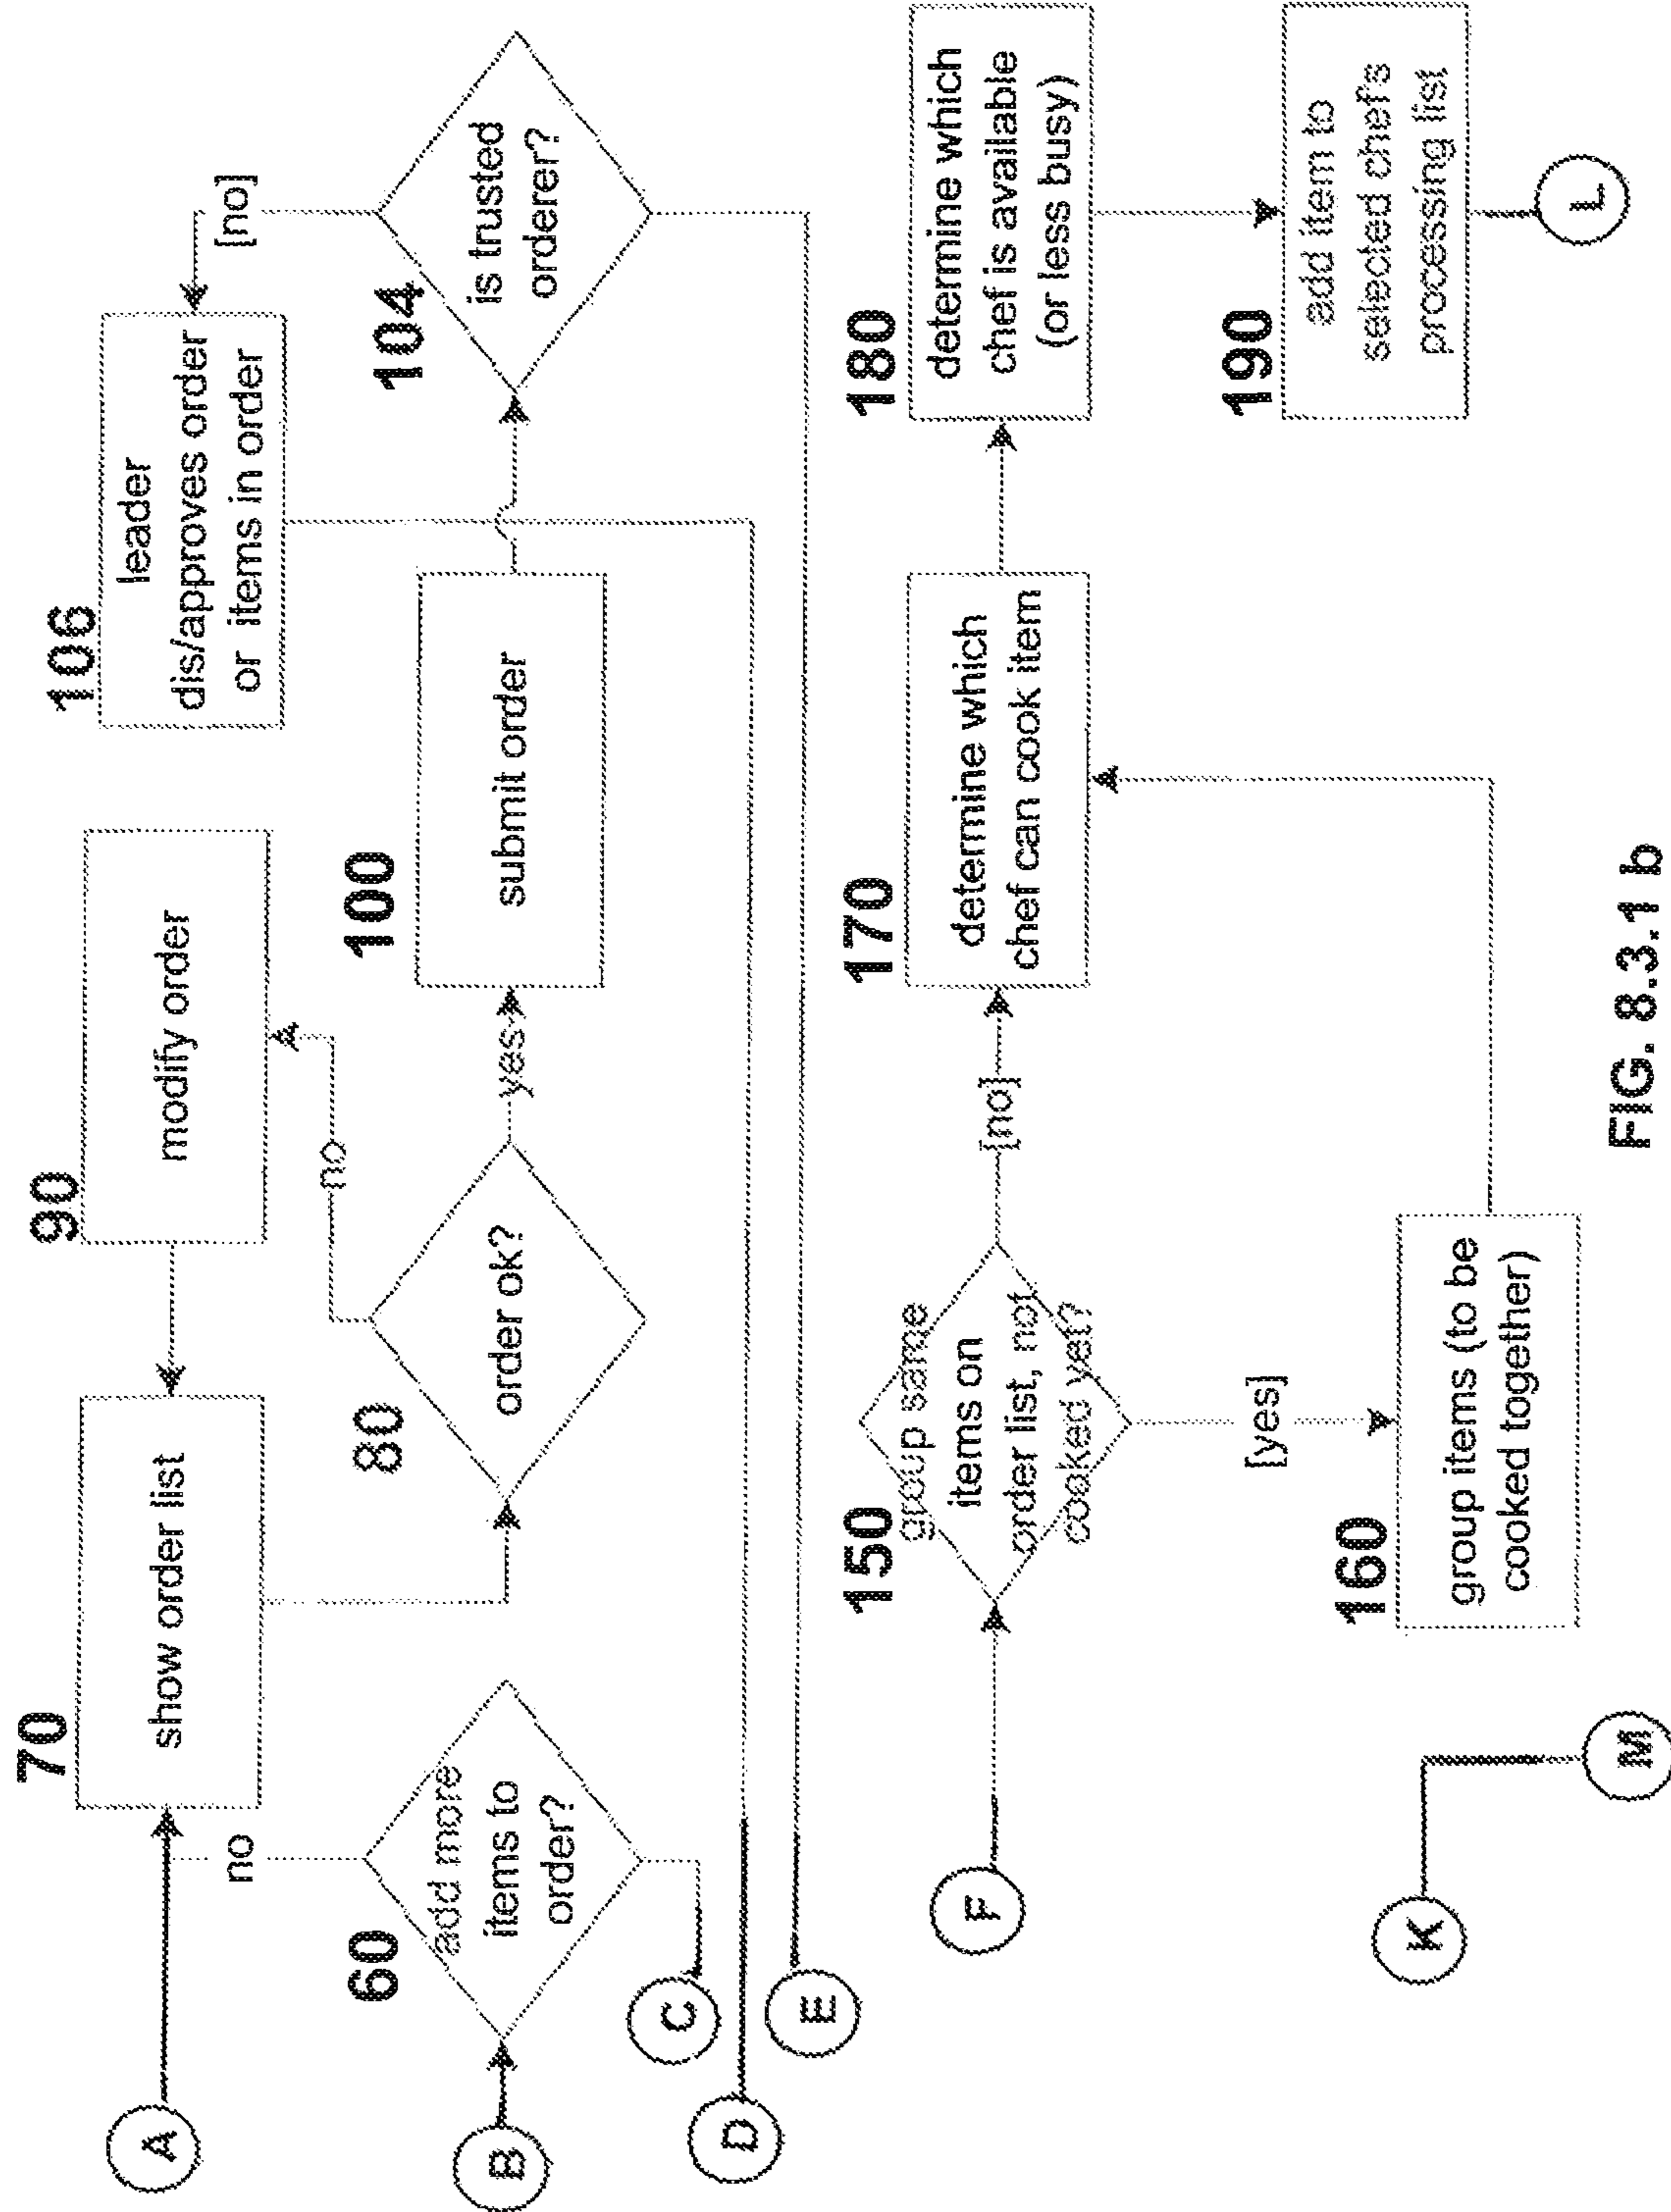 70
show order list
90
modify order
106
leader
dis/approves order
or items in order
A
no
[no]
60
add more
items to
order?
80
order ok?
no
yes
100
submit order
104
is trusted
orderer?
B
C
D
E
F
150
group same
items on
order list, not
cooked yet?
[no]
170
determine which
chef can cook item
180
determine which
chef is available
(or less busy)
[yes]
160
group items (to be
cooked together)
190
add item to
selected chefs
processing list
K
M
L
FIG. 8.3.1 b